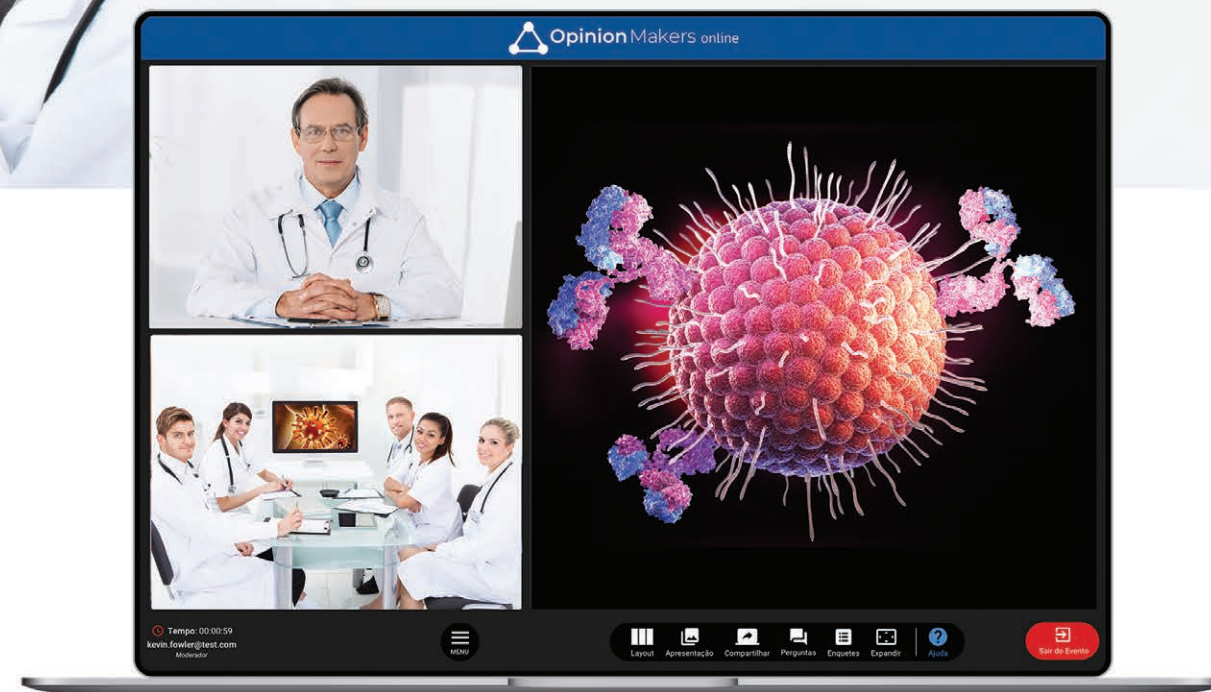 Opinion Makers online
Tempo: 00:00:59
kevin.fowler@test.com
Moderador
MENU
Layout
Apresentação
Compartilhar
Perguntas
Enquetes
Expandir
Ajuda
Sair do Evento